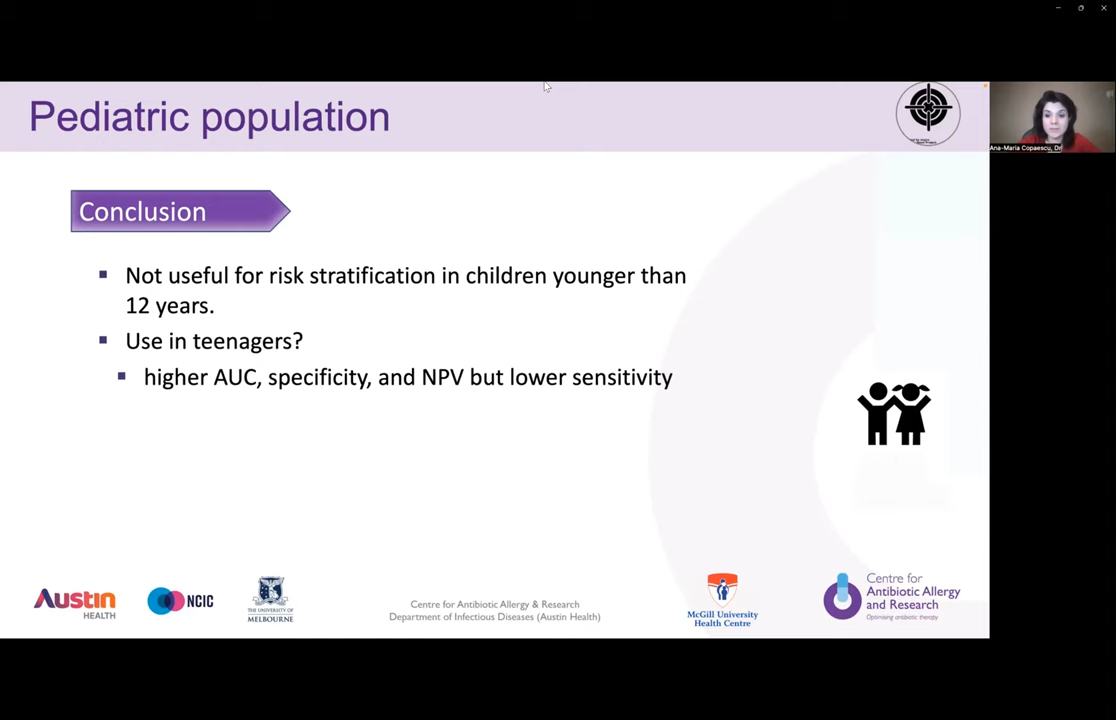 Pediatric population
Ana-Maria Copaescu, Dr
Conclusion
▪ Not useful for risk stratification in children younger than
12 years.
▪ Use in teenagers?
▪ higher AUC, specificity, and NPV but lower sensitivity
Austin
HEALTH
NCIC
THE UNIVERSITY OF
MELBOURNE
Centre for Antibiotic Allergy & Research
Department of Infectious Diseases (Austin Health)
McGill University
Health Centre
Centre for
Antibiotic Allergy
and Research
Optimising antibiotic therapy